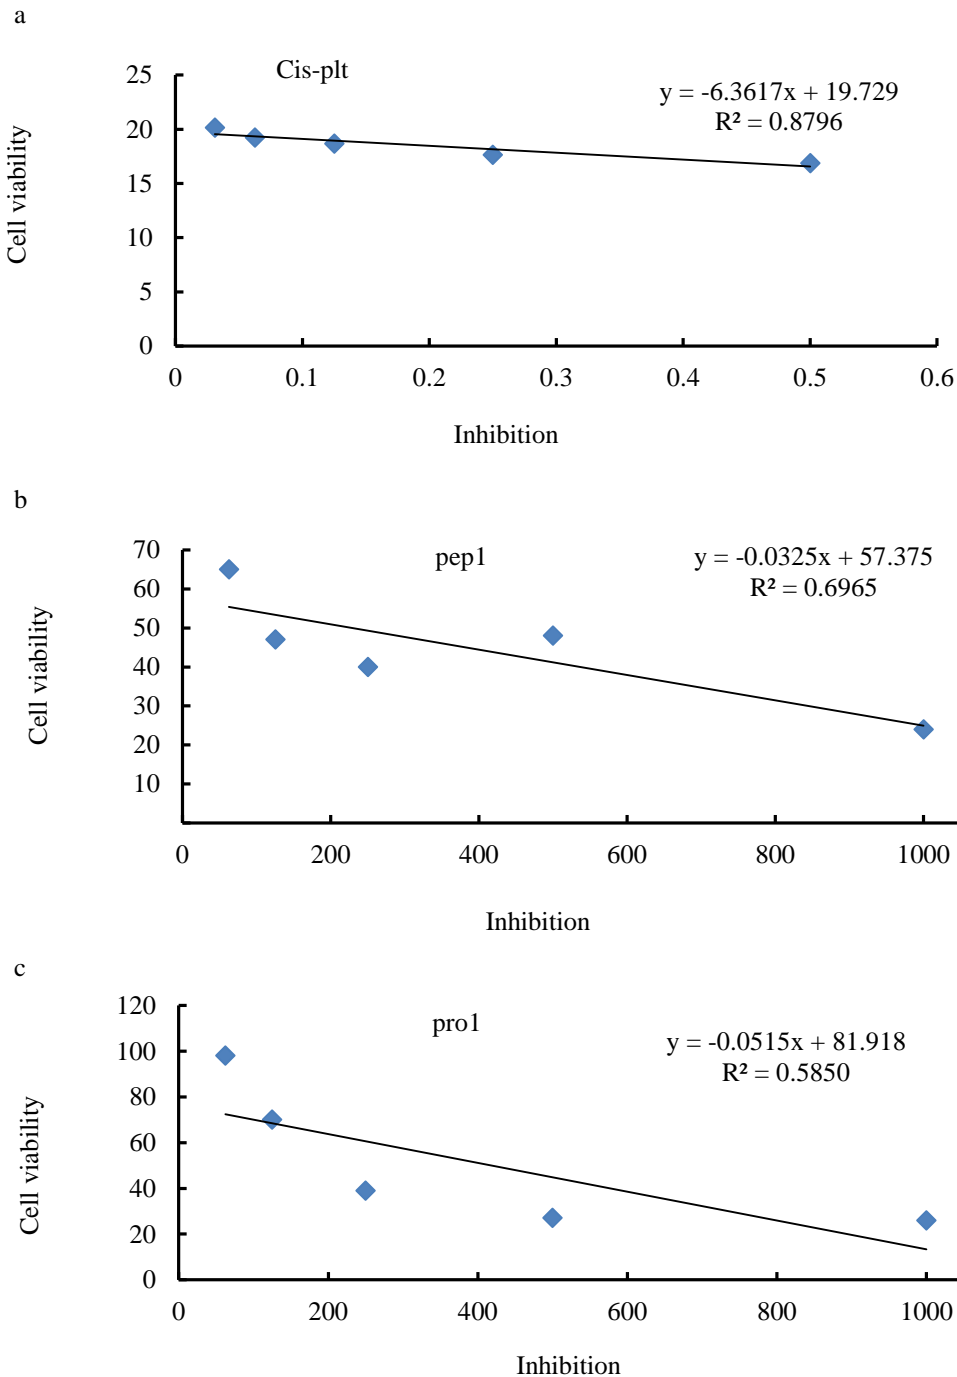 a
Cis-plt
y = -6.3617x + 19.729
R² = 0.8796
25
20
15
10
5
0
Cell viability
0 0.1 0.2 0.3 0.4 0.5 0.6
Inhibition
b
pep1
y = -0.0325x + 57.375
R² = 0.6965
70
60
50
40
30
20
10
Cell viability
0 200 400 600 800 1000
Inhibition
c
pro1
y = -0.0515x + 81.918
R² = 0.5850
120
100
80
60
40
20
0
Cell viability
0 200 400 600 800 1000
Inhibition